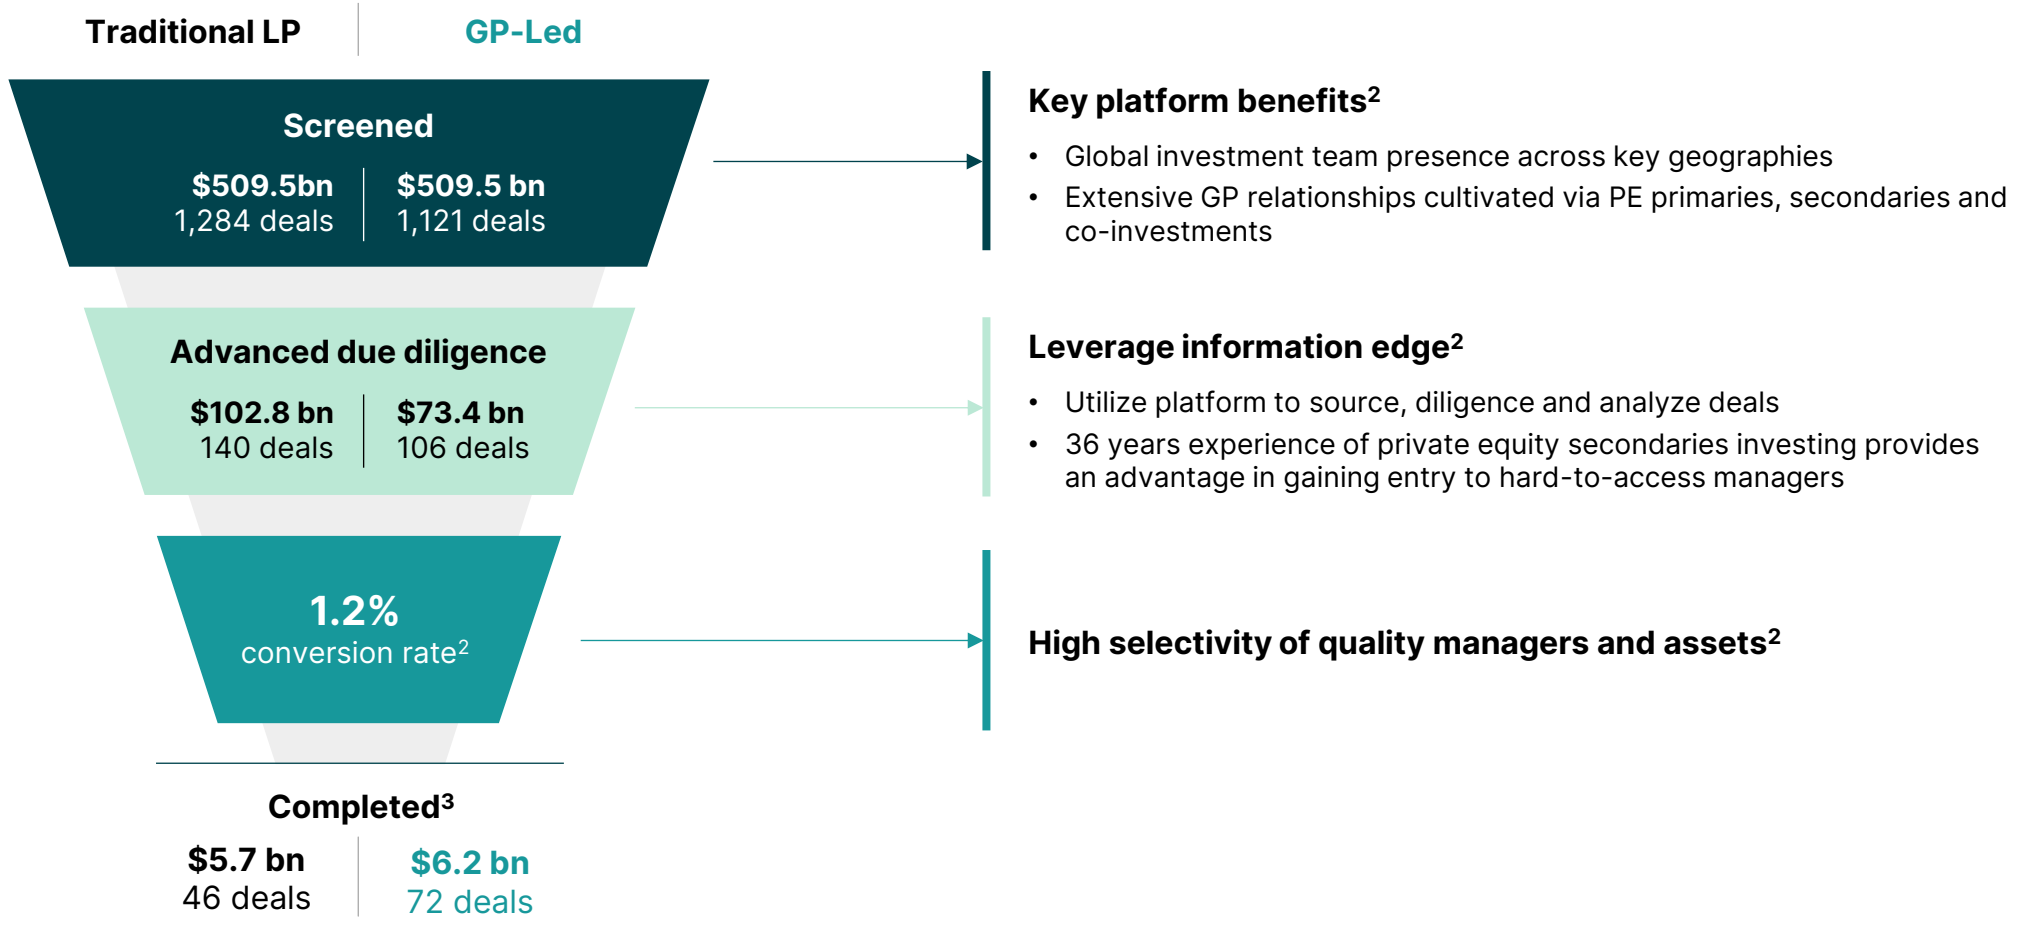 Traditional LP
GP-Led
Screened
$509.5bn
1,284 deals
$509.5 bn
1,121 deals
Key platform benefits²
• Global investment team presence across key geographies
• Extensive GP relationships cultivated via PE primaries, secondaries and
co-investments
Advanced due diligence
$102.8 bn
140 deals
$73.4 bn
106 deals
Leverage information edge²
• Utilize platform to source, diligence and analyze deals
• 36 years experience of private equity secondaries investing provides
an advantage in gaining entry to hard-to-access managers
1.2%
conversion rate²
High selectivity of quality managers and assets²
Completed³
$5.7 bn
46 deals
$6.2 bn
72 deals